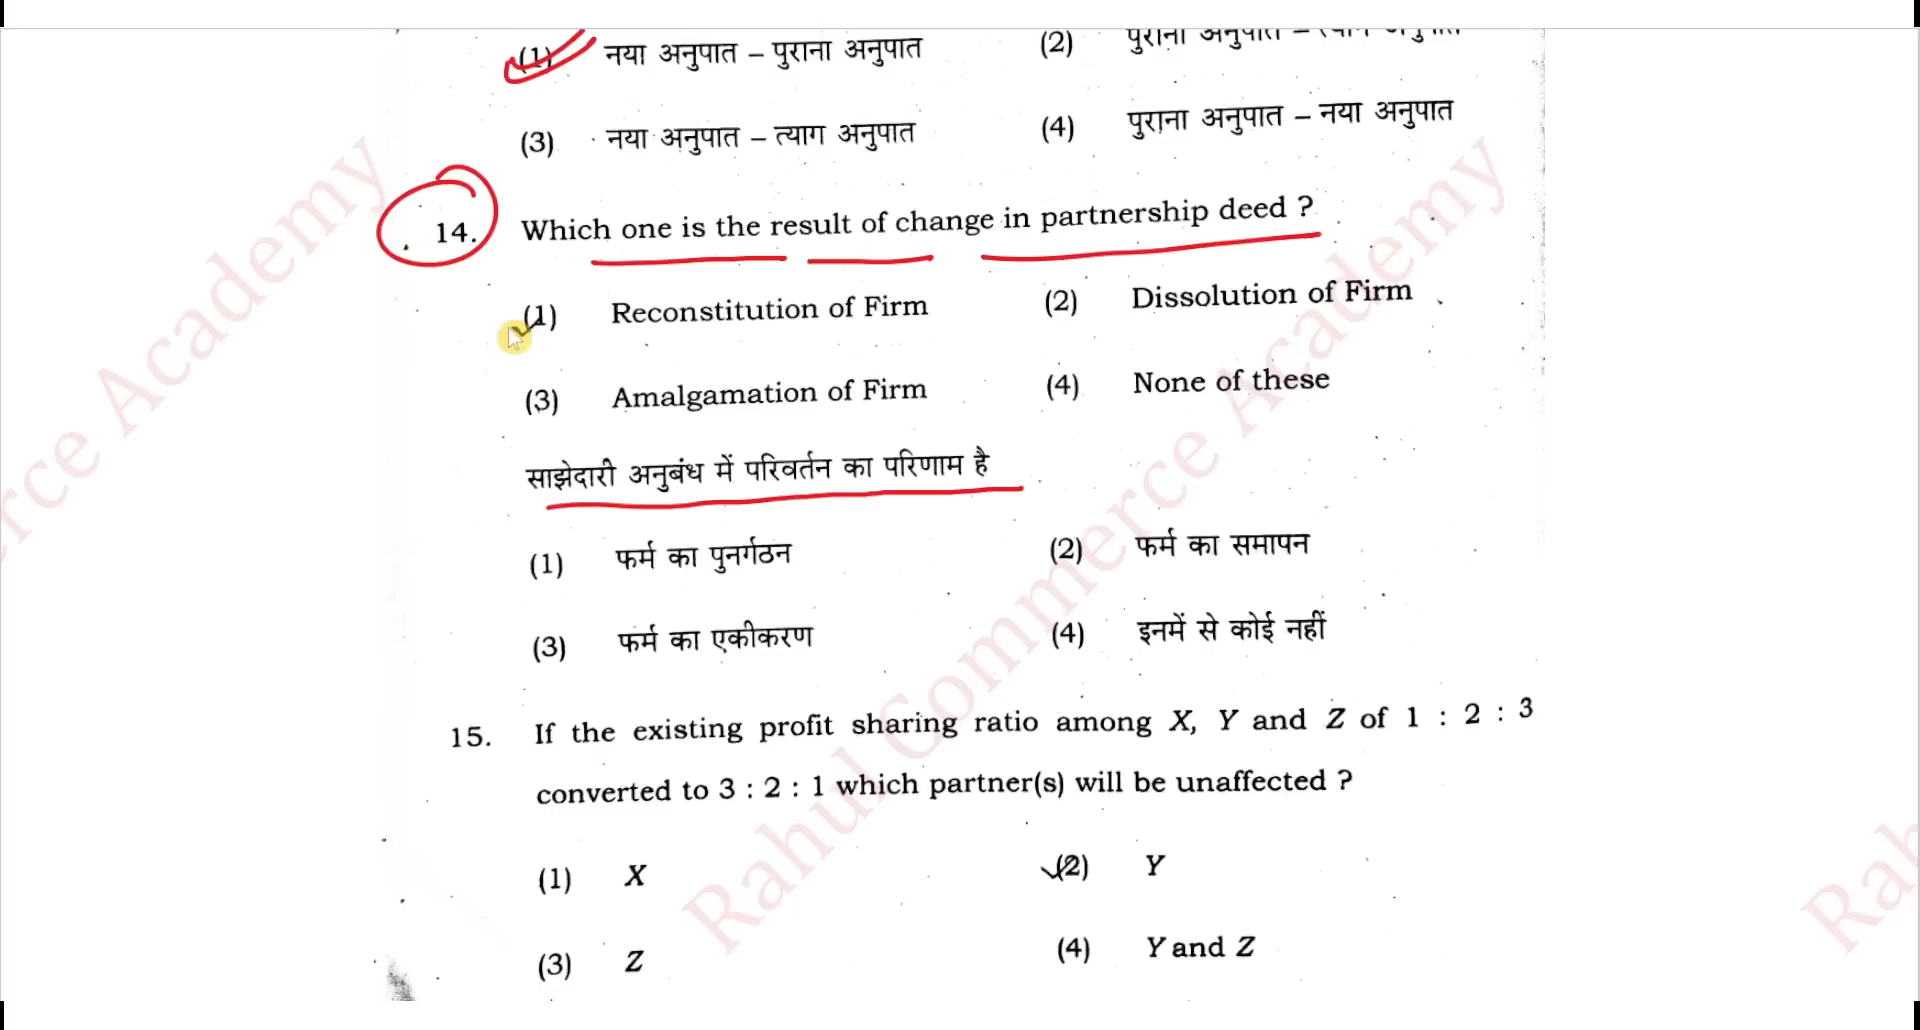 (1) नया अनुपात – पुराना अनुपात (2) पुराना अनुपात – त्याग अनुपात
(3) नया अनुपात – त्याग अनुपात (4) पुराना अनुपात – नया अनुपात
14. Which one is the result of change in partnership deed ?
(1) Reconstitution of Firm (2) Dissolution of Firm
(3) Amalgamation of Firm (4) None of these
साझेदारी अनुबंध में परिवर्तन का परिणाम है
(1) फर्म का पुनर्गठन (2) फर्म का समापन
(3) फर्म का एकीकरण (4) इनमें से कोई नहीं
15. If the existing profit sharing ratio among X, Y and Z of 1 : 2 : 3
converted to 3 : 2 : 1 which partner(s) will be unaffected ?
(1) X (2) Y
(3) Z (4) Y and Z
rce Academy
Rahul Commerce Academy
Rah